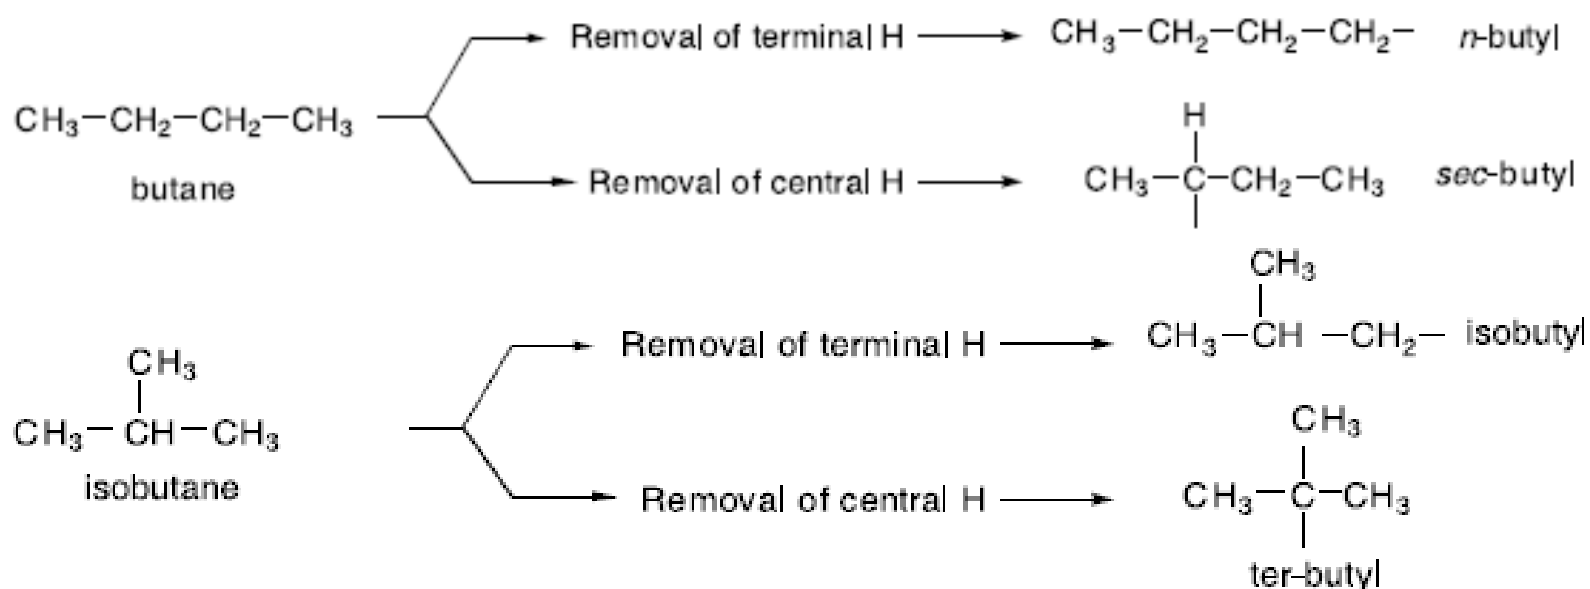 Removal of terminal H CH₃—CH₂—CH₂—CH₂— n-butyl
CH₃—CH₂—CH₂—CH₃
butane
H
Removal of central H CH₃—C—CH₂—CH₃ sec-butyl
CH₃
Removal of terminal H CH₃—CH—CH₂— isobutyl
CH₃
CH₃—CH—CH₃
isobutane
CH₃
Removal of central H CH₃—C—CH₃
ter-butyl